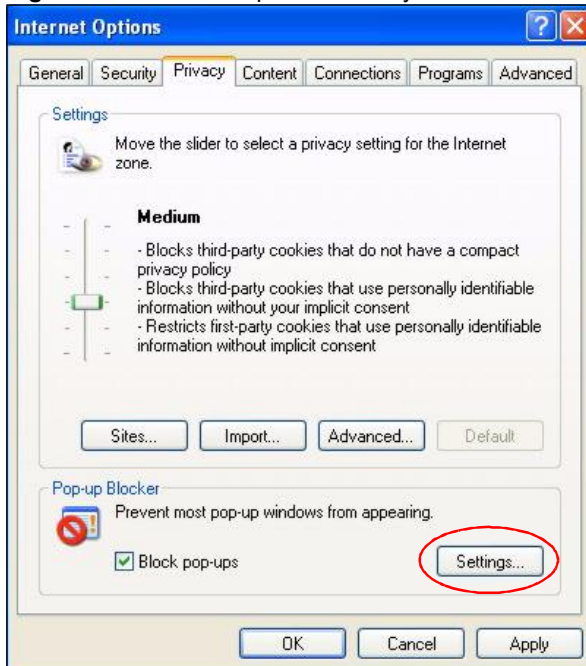 Internet Options
General Security Privacy Content Connections Programs Advanced
Settings
Move the slider to select a privacy setting for the Internet
zone.
Medium
- Blocks third-party cookies that do not have a compact
privacy policy
- Blocks third-party cookies that use personally identifiable
information without your implicit consent
- Restricts first-party cookies that use personally identifiable
information without implicit consent
Sites... Import... Advanced... Default
Pop-up Blocker
Prevent most pop-up windows from appearing.
Block pop-ups
Settings...
OK Cancel Apply